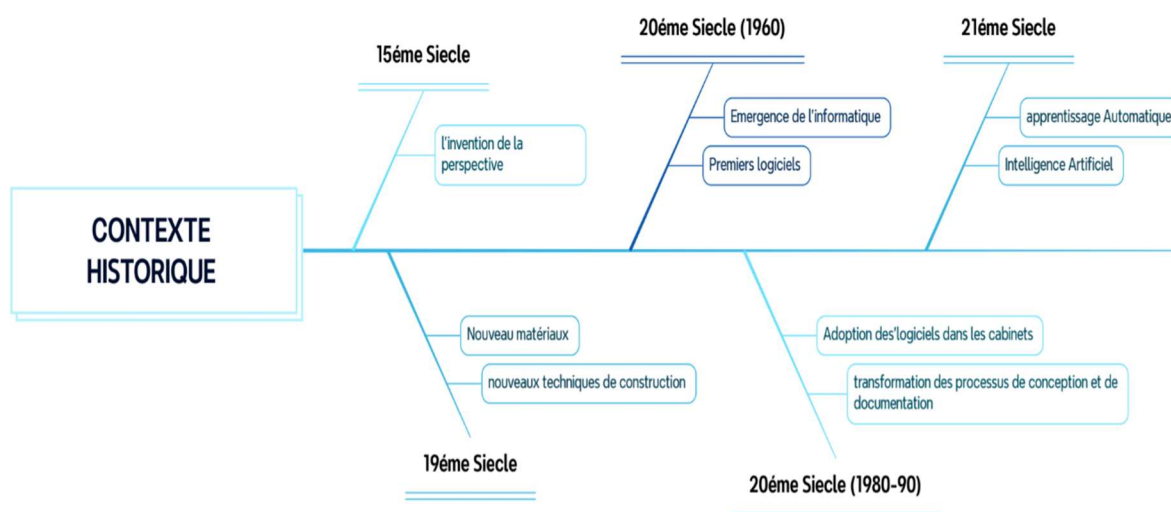 CONTEXTE
HISTORIQUE
15éme Siecle
l'invention de la
perspective
Nouveau matériaux
nouveaux techniques de construction
19éme Siecle
20éme Siecle (1960)
Emergence de l'informatique
Premiers logiciels
Adoption des'logiciels dans les cabinets
transformation des processus de conception et de
documentation
20éme Siecle (1980-90)
21éme Siecle
apprentissage Automatique
Intelligence Artificiel